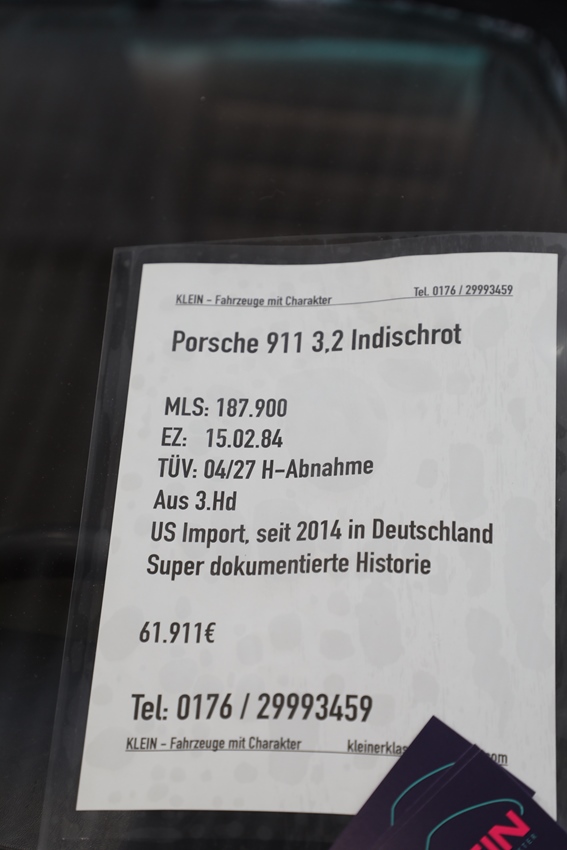 KLEIN - Fahrzeuge mit Charakter Tel. 0176 / 29993459
Porsche 911 3,2 Indischrot
MLS: 187.900
EZ: 15.02.84
TÜV: 04/27 H-Abnahme
Aus 3.Hd
US Import, seit 2014 in Deutschland
Super dokumentierte Historie
61.911€
Tel: 0176 / 29993459
KLEIN - Fahrzeuge mit Charakter